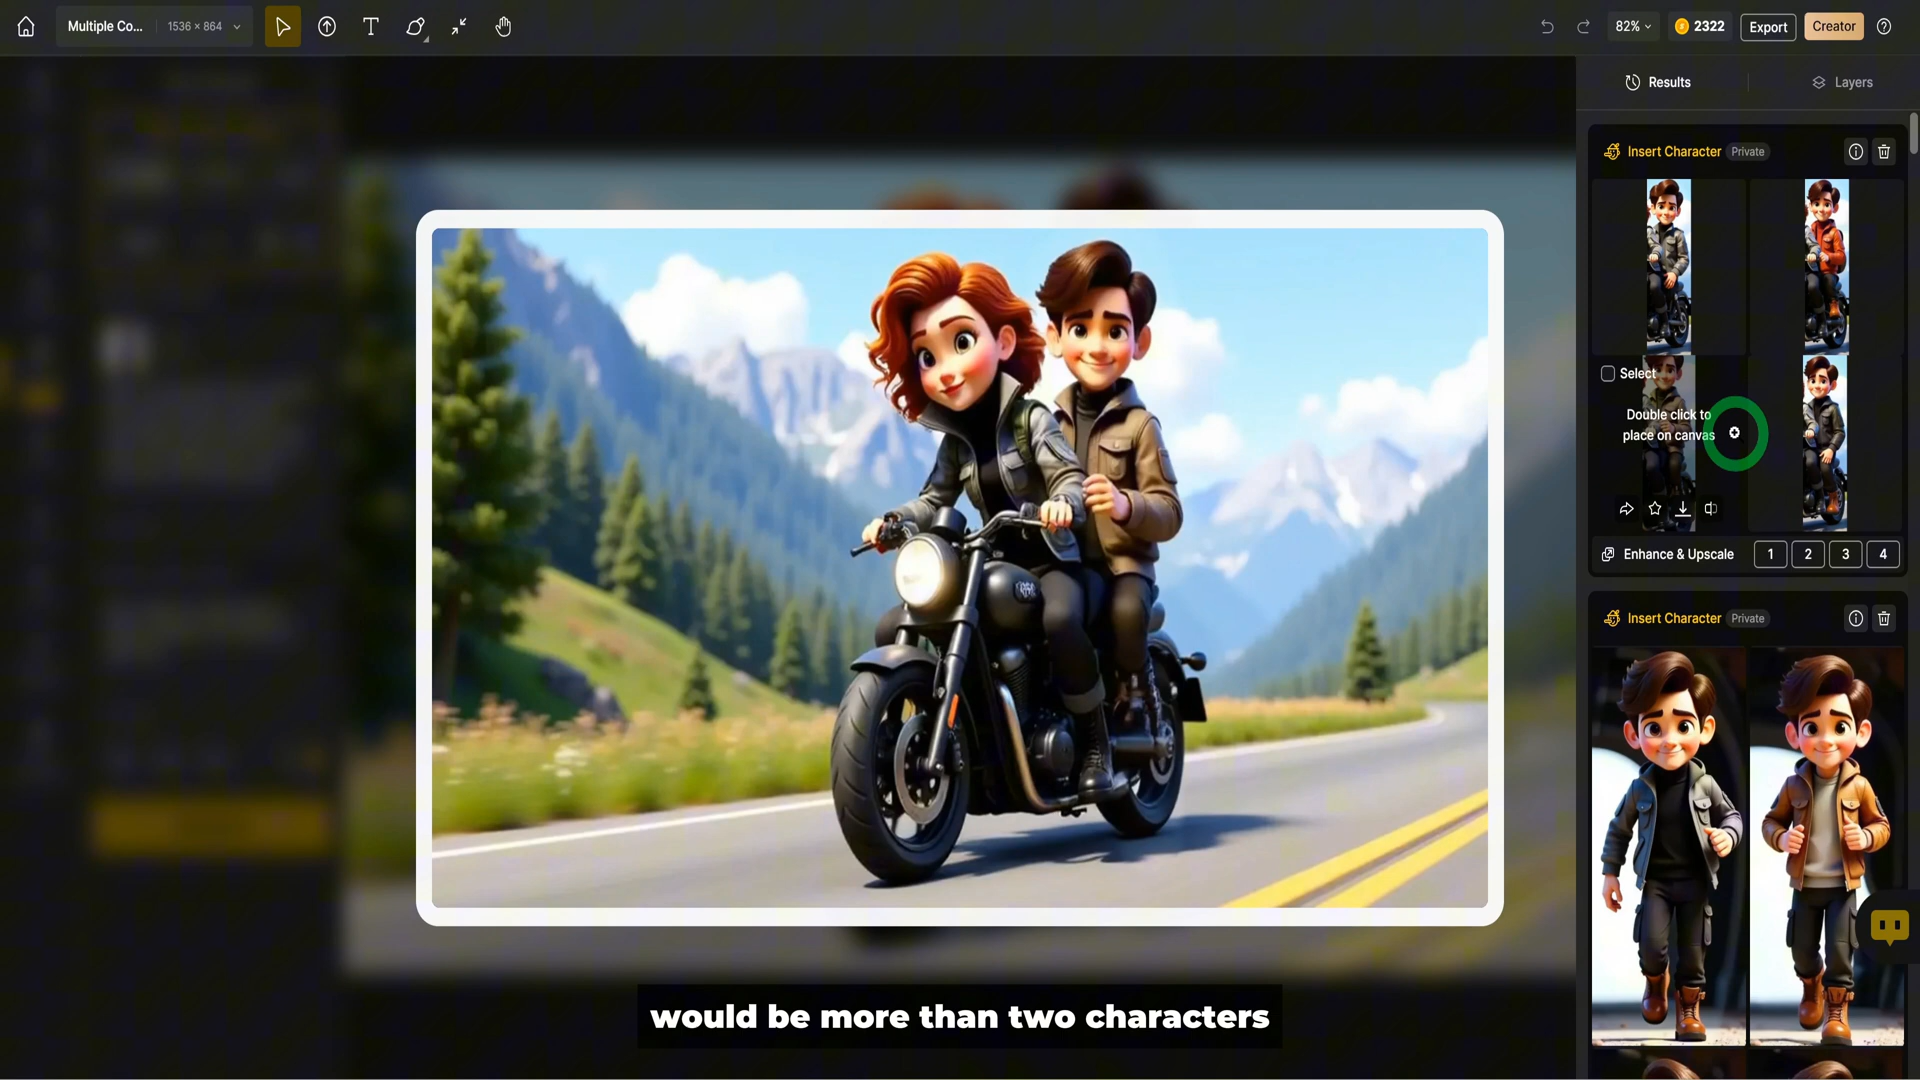 Multiple Co...
1536 × 864
82%
2322
Export
Creator
Results
Layers
Insert Character
Private
Select
Double click to
place on canvas
Enhance & Upscale
1
2
3
4
Insert Character
Private
would be more than two characters